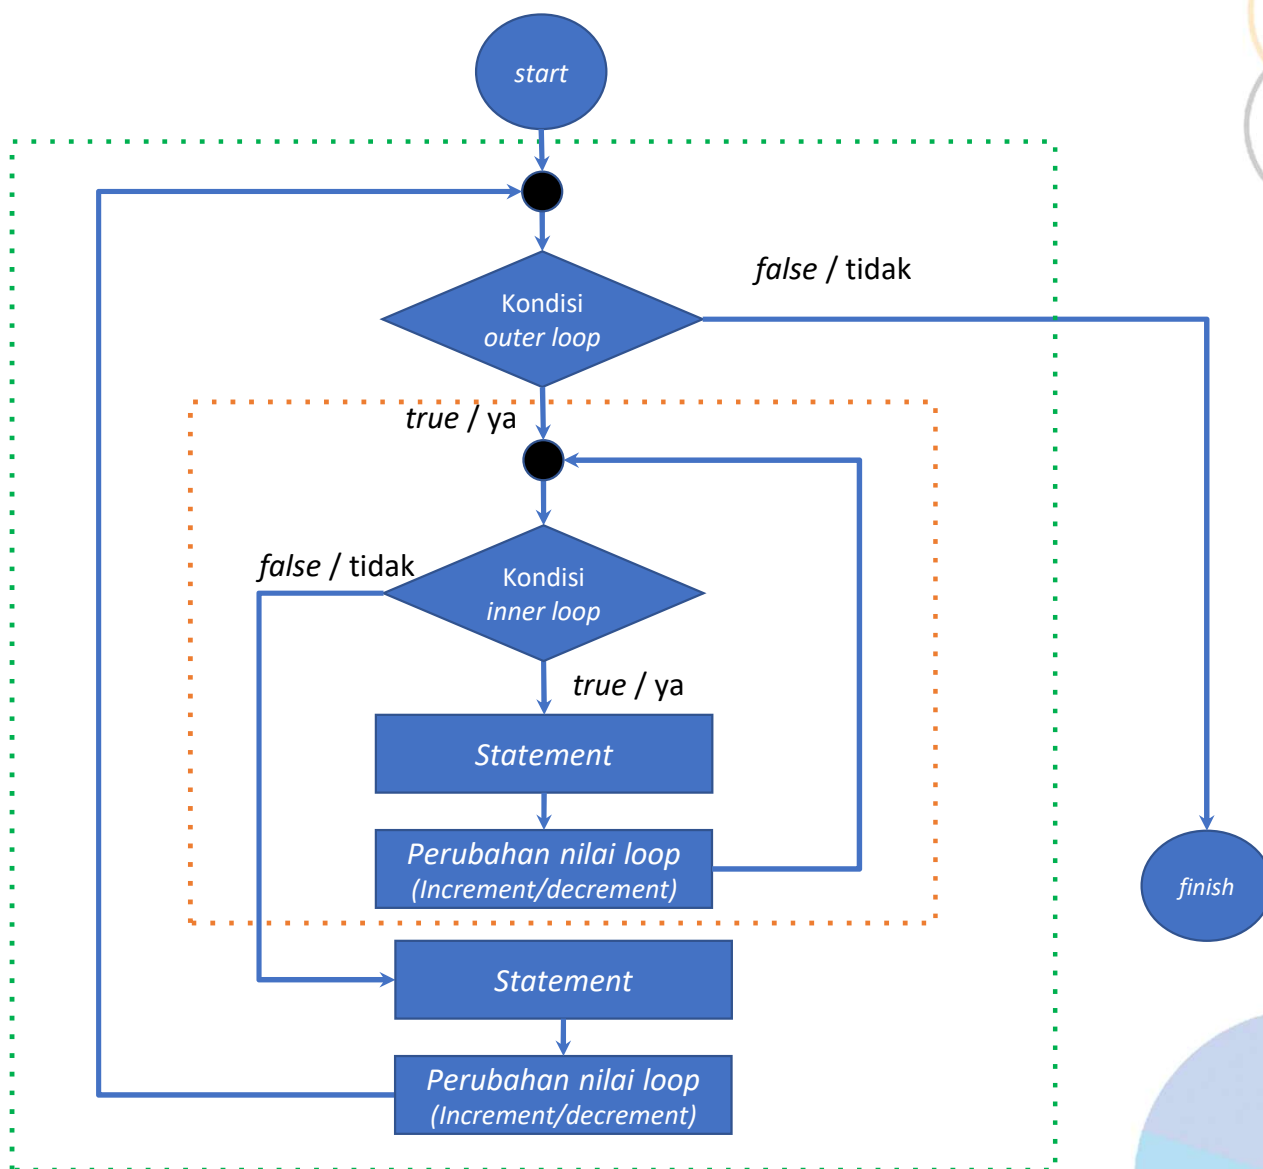 start
false / tidak
Kondisi
outer loop
true / ya
false / tidak
Kondisi
inner loop
true / ya
Statement
Perubahan nilai loop
(Increment/decrement)
finish
Statement
Perubahan nilai loop
(Increment/decrement)